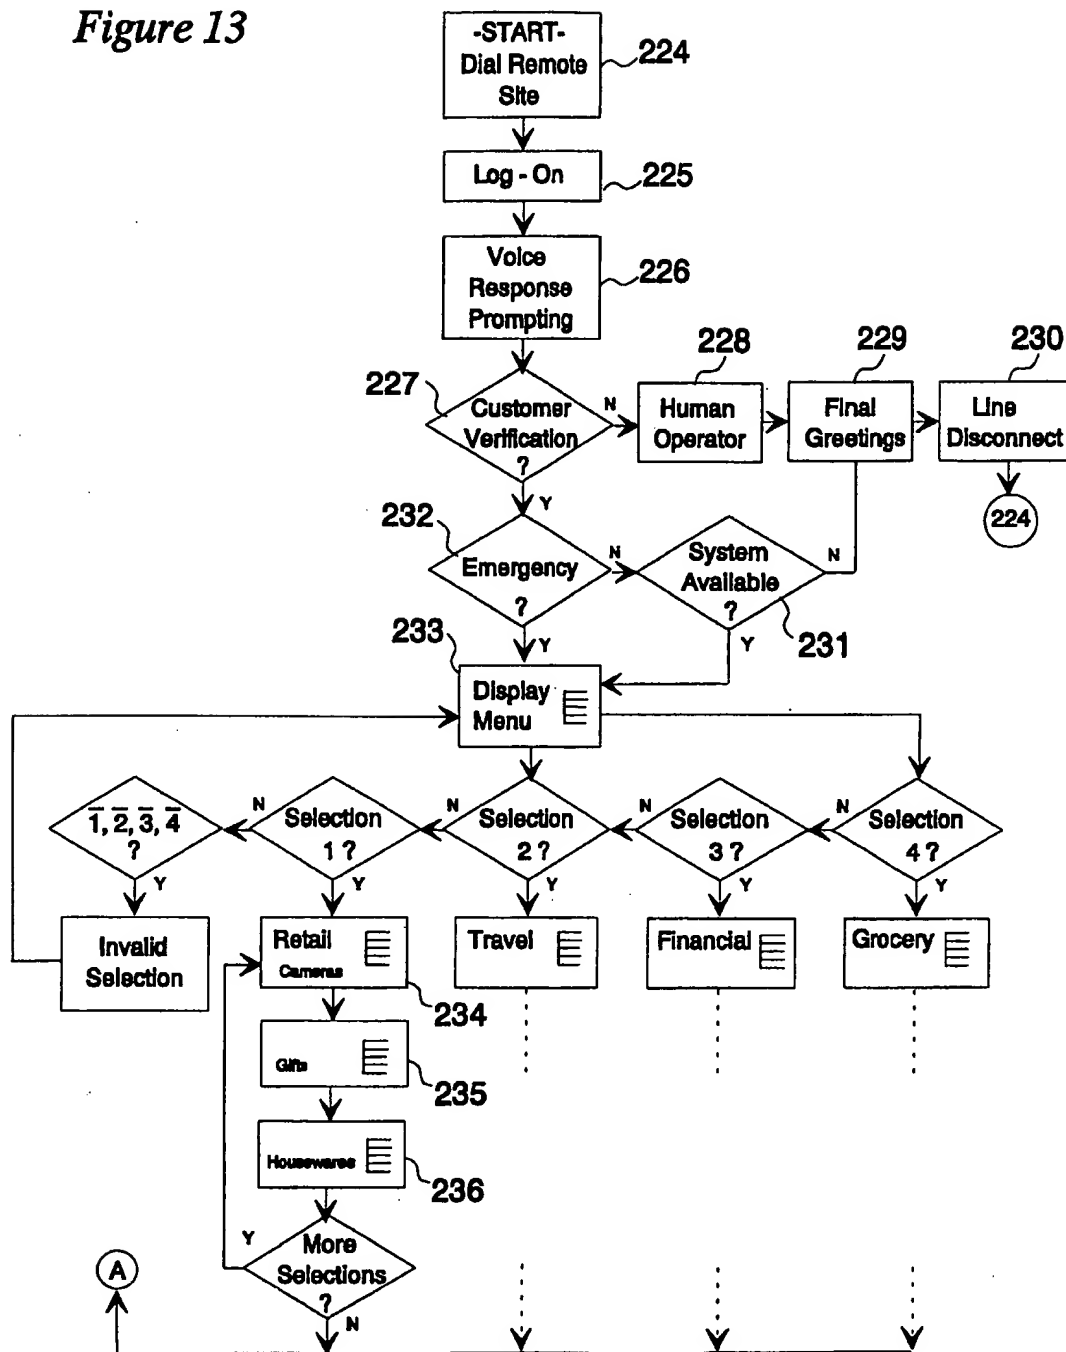 Figure 13
-START-
Dial Remote
Site
224
Log - On
225
Voice
Response
Prompting
226
227
Customer
Verification
?
N
Y
228
Human
Operator
229
Final
Greetings
230
Line
Disconnect
224
232
Emergency
?
N
Y
System
Available
?
N
Y
231
233
Display
Menu
1̅, 2̅, 3̅, 4̅
?
Y
N
Selection
1 ?
Y
N
Selection
2 ?
Y
N
Selection
3 ?
Y
N
Selection
4 ?
Y
Invalid
Selection
Retail
Cameras
234
Travel
Financial
Grocery
Gifts
235
Housewares
236
Y
More
Selections
?
N
A